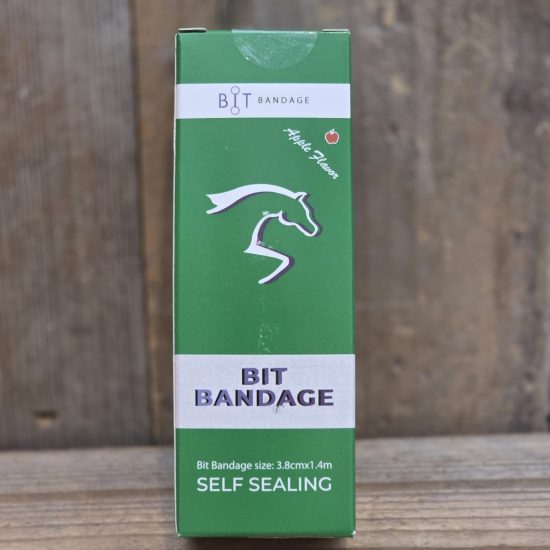 BIT BANDAGE
Apple Flavor
BIT
BANDAGE
Bit Bandage size: 3.8cmx1.4m
SELF SEALING